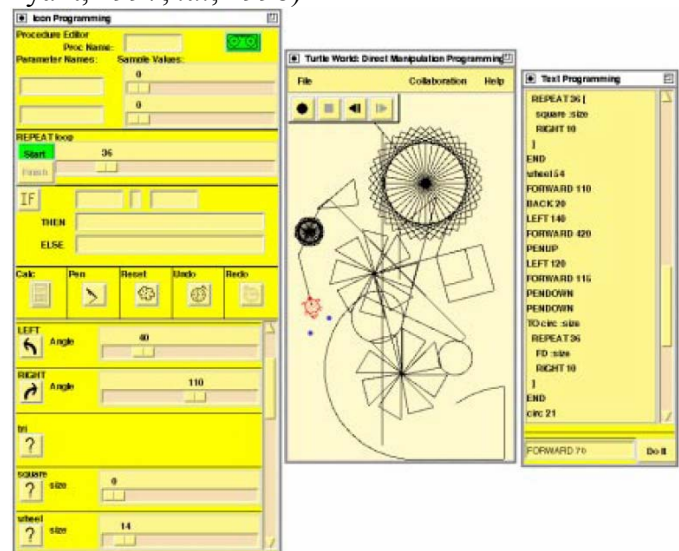 Icon Programming
Procedure Editor
Proc Name:
Parameter Names: Sample Values:
0
0
REPEAT loop
Start 36
Finish
IF
THEN
ELSE
Calc Pen Reset Undo Redo
LEFT
Angle 40
RIGHT
Angle 110
tri
?
square
? size 0
wheel
? size 14
Turtle World: Direct Manipulation Programming
File Collaboration Help
Text Programming
REPEAT 36 [
square :size
RIGHT 10
]
END
wheel 54
FORWARD 110
BACK 20
LEFT 140
FORWARD 420
PENUP
LEFT 120
FORWARD 115
PENDOWN
PENDOWN
TO circ :size
REPEAT 36
FD :size
RIGHT 10
]
END
circ 21
FORWARD 70 Do It